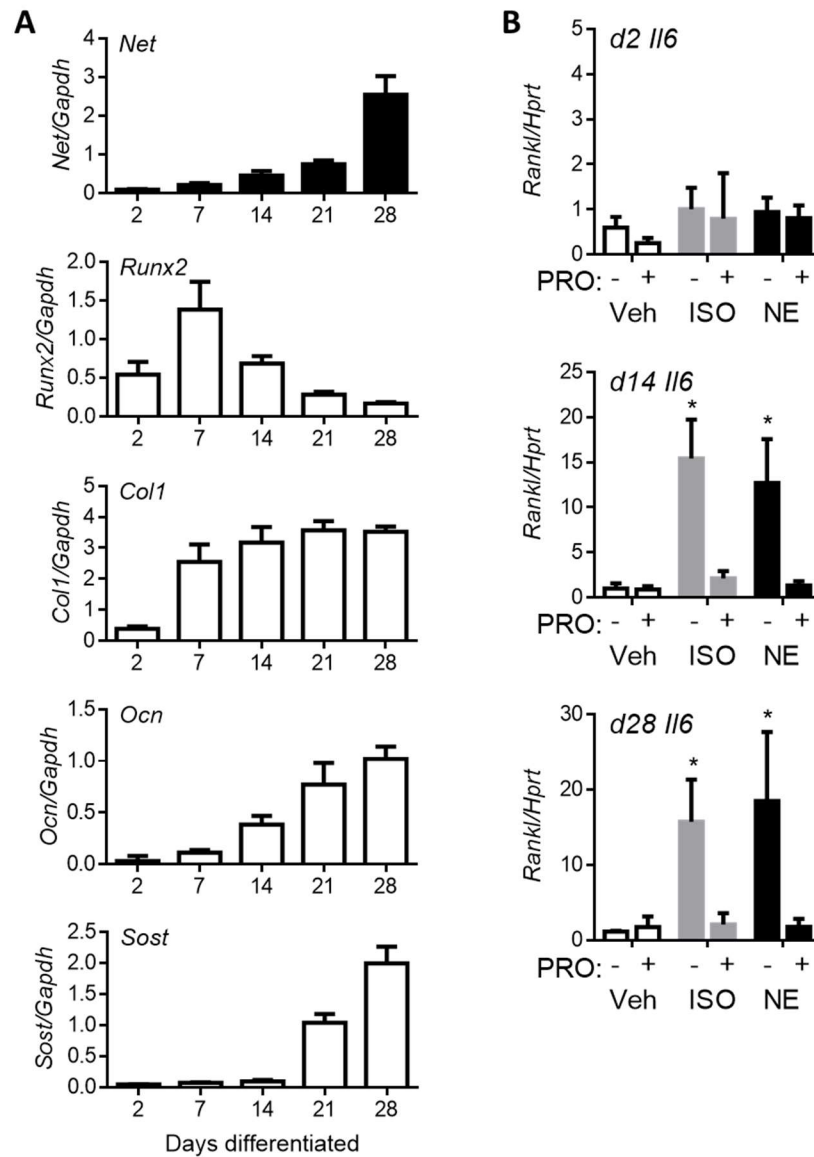 A
Net
Net/Gapdh
4
3
2
1
0
2 7 14 21 28
Runx2
Runx2/Gapdh
2.0
1.5
1.0
0.5
0.0
2 7 14 21 28
Col1
Col1/Gapdh
5
4
3
2
1
0
2 7 14 21 28
Ocn
Ocn/Gapdh
1.5
1.0
0.5
0.0
2 7 14 21 28
Sost
Sost/Gapdh
2.5
2.0
1.5
1.0
0.5
0.0
2 7 14 21 28
Days differentiated
B
d2 Il6
Rankl/Hprt
5
4
3
2
1
0
PRO: - + - + - +
Veh ISO NE
d14 Il6
Rankl/Hprt
25
20
15
10
5
0
* *
PRO: - + - + - +
Veh ISO NE
d28 Il6
Rankl/Hprt
30
20
10
0
* *
PRO: - + - + - +
Veh ISO NE